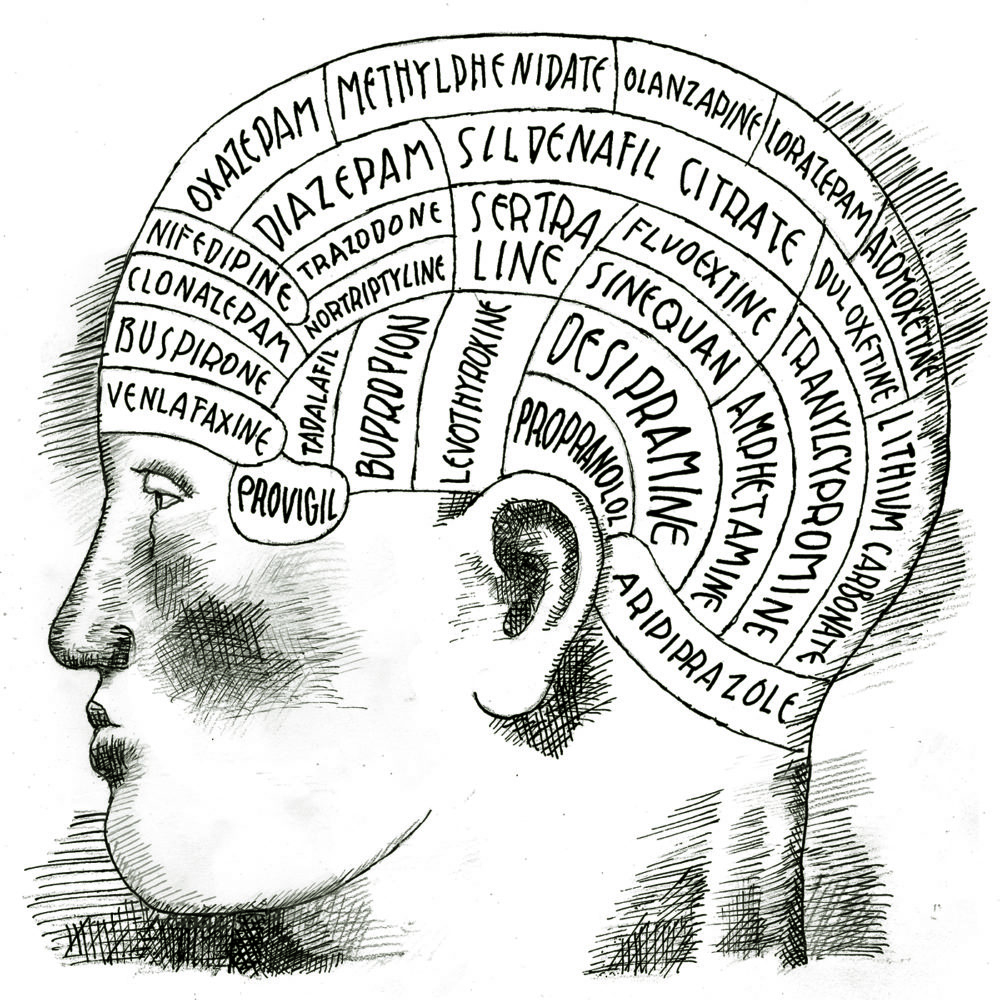 OXAZEPAM
METHYLPHENIDATE
OLANZAPINE
LORAZEPAM
ATOMOXETINE
DIAZEPAM
SILDENAFIL CITRATE
DULOXETINE
LITHIUM CARBONATE
NIFEDIPINE
TRAZODONE
SERTRA
LINE
FLUOEXTINE
TRANYLCYPROMINE
CLONAZEPAM
NORTRIPTYLINE
SINEQUAN
AMPHETAMINE
BUSPIRONE
TADALAFIL
BUPROPION
LEVOTHYROXINE
DESIPRAMINE
VENLAFAXINE
PROPRANOLOL
PROVIGIL
ARIPIPRAZOLE